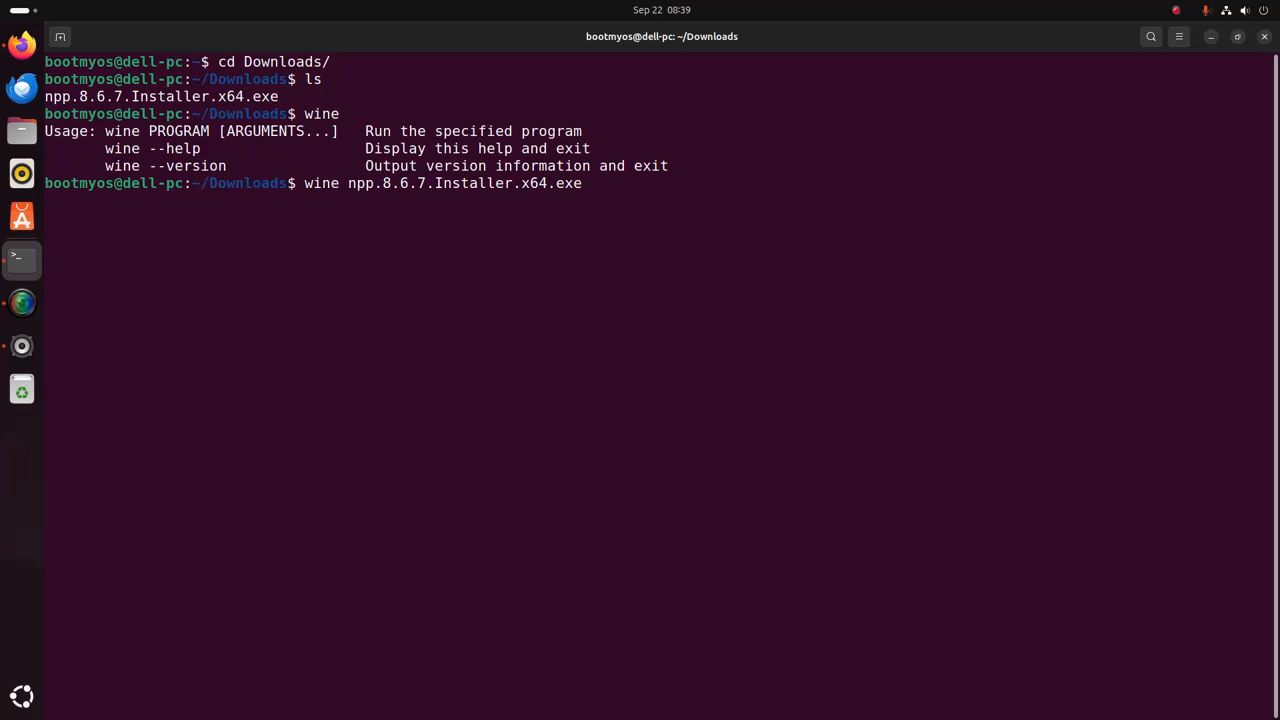 Sep 22 08:39
bootmyos@dell-pc: ~/Downloads
bootmyos@dell-pc:~$ cd Downloads/
bootmyos@dell-pc:~/Downloads$ ls
npp.8.6.7.Installer.x64.exe
bootmyos@dell-pc:~/Downloads$ wine
Usage: wine PROGRAM [ARGUMENTS...]   Run the specified program
       wine --help                   Display this help and exit
       wine --version                Output version information and exit
bootmyos@dell-pc:~/Downloads$ wine npp.8.6.7.Installer.x64.exe